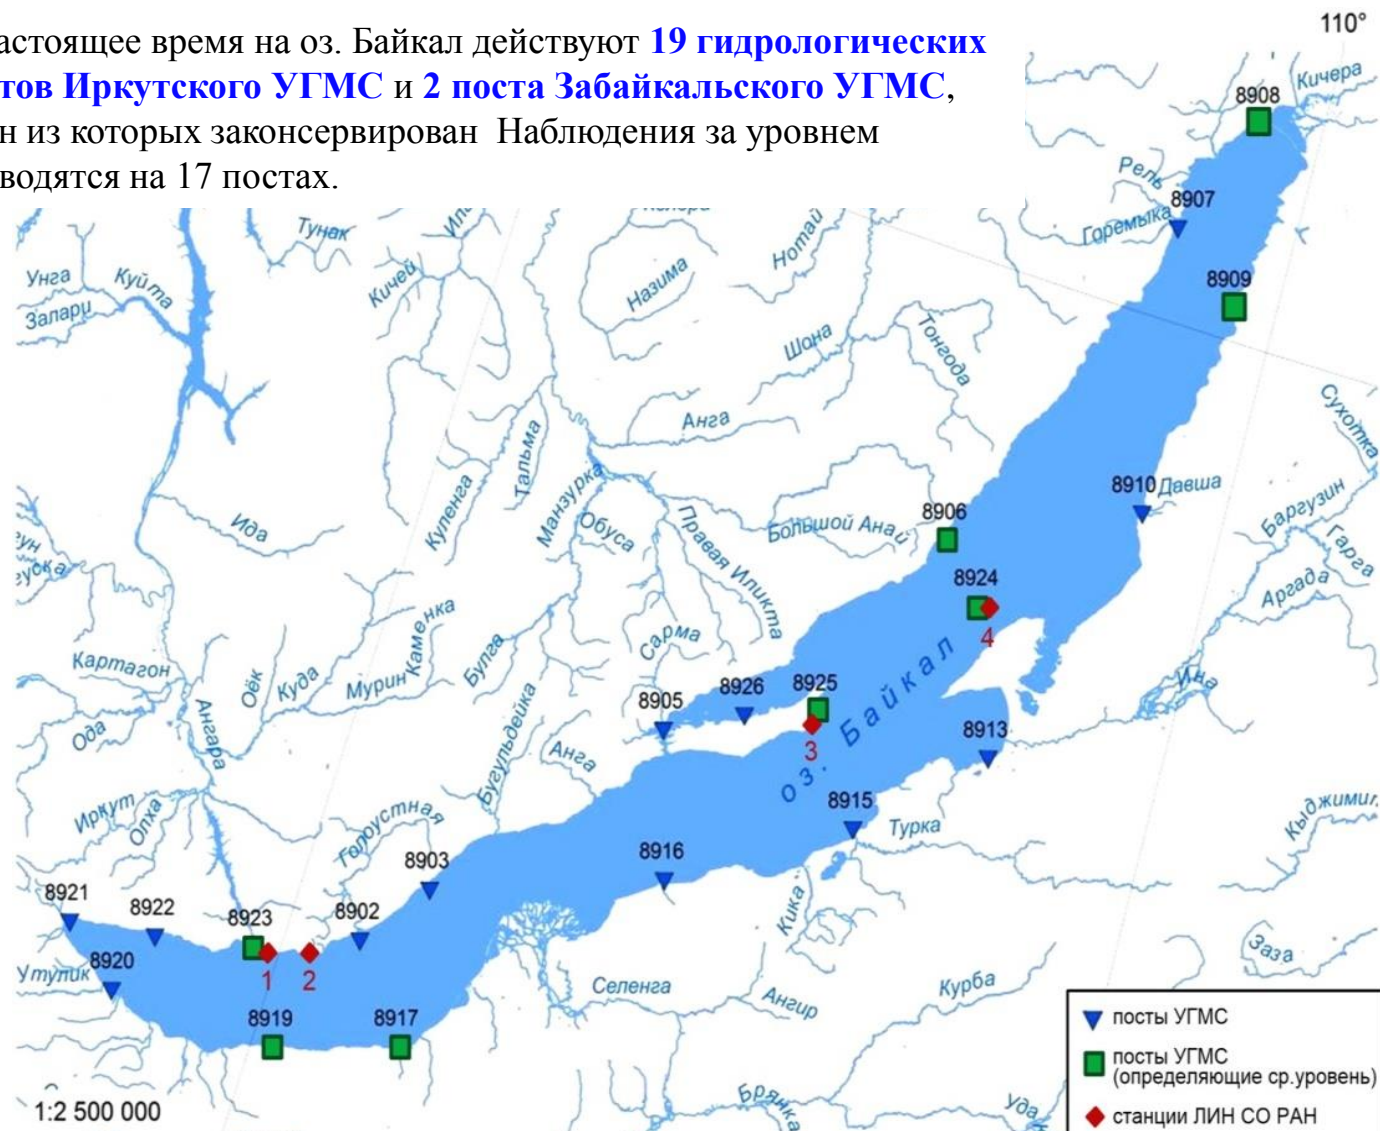 астоящее время на оз. Байкал действуют 19 гидрологических
тов Иркутского УГМС и 2 поста Забайкальского УГМС,
н из которых законсервирован Наблюдения за уровнем
водятся на 17 постах.
110°
Кичера
8908
Рель
8907
Горемыка
8909
Тунак
Кичей
Назима
Нотай
Унга
Куйта
Залари
Шона
Тонгода
Анга
Сухотка
Тальма
Куленга
Манзурка
Обуса
Ида
Правая Иликта
Большой Анай
8906
8910
Давша
Баргузин
Гарга
Аргада
8924
4
Сарма
Каменка
Мурин
Булга
Картагон
Оёк
Куда
Ода
Ангара
8905
8926
8925
3
оз. Байкал
Ина
8913
Бугульдейка
Анга
Иркут
Олха
Голоустная
8915
Турка
Кыджими
8903
8916
8921
8922
8923
8902
Кика
Заза
Утулик
8920
1
2
Селенга
Ангир
Курба
8919
8917
Брянка
Уда
посты УГМС
посты УГМС
(определяющие ср.уровень)
станции ЛИН СО РАН
1:2 500 000